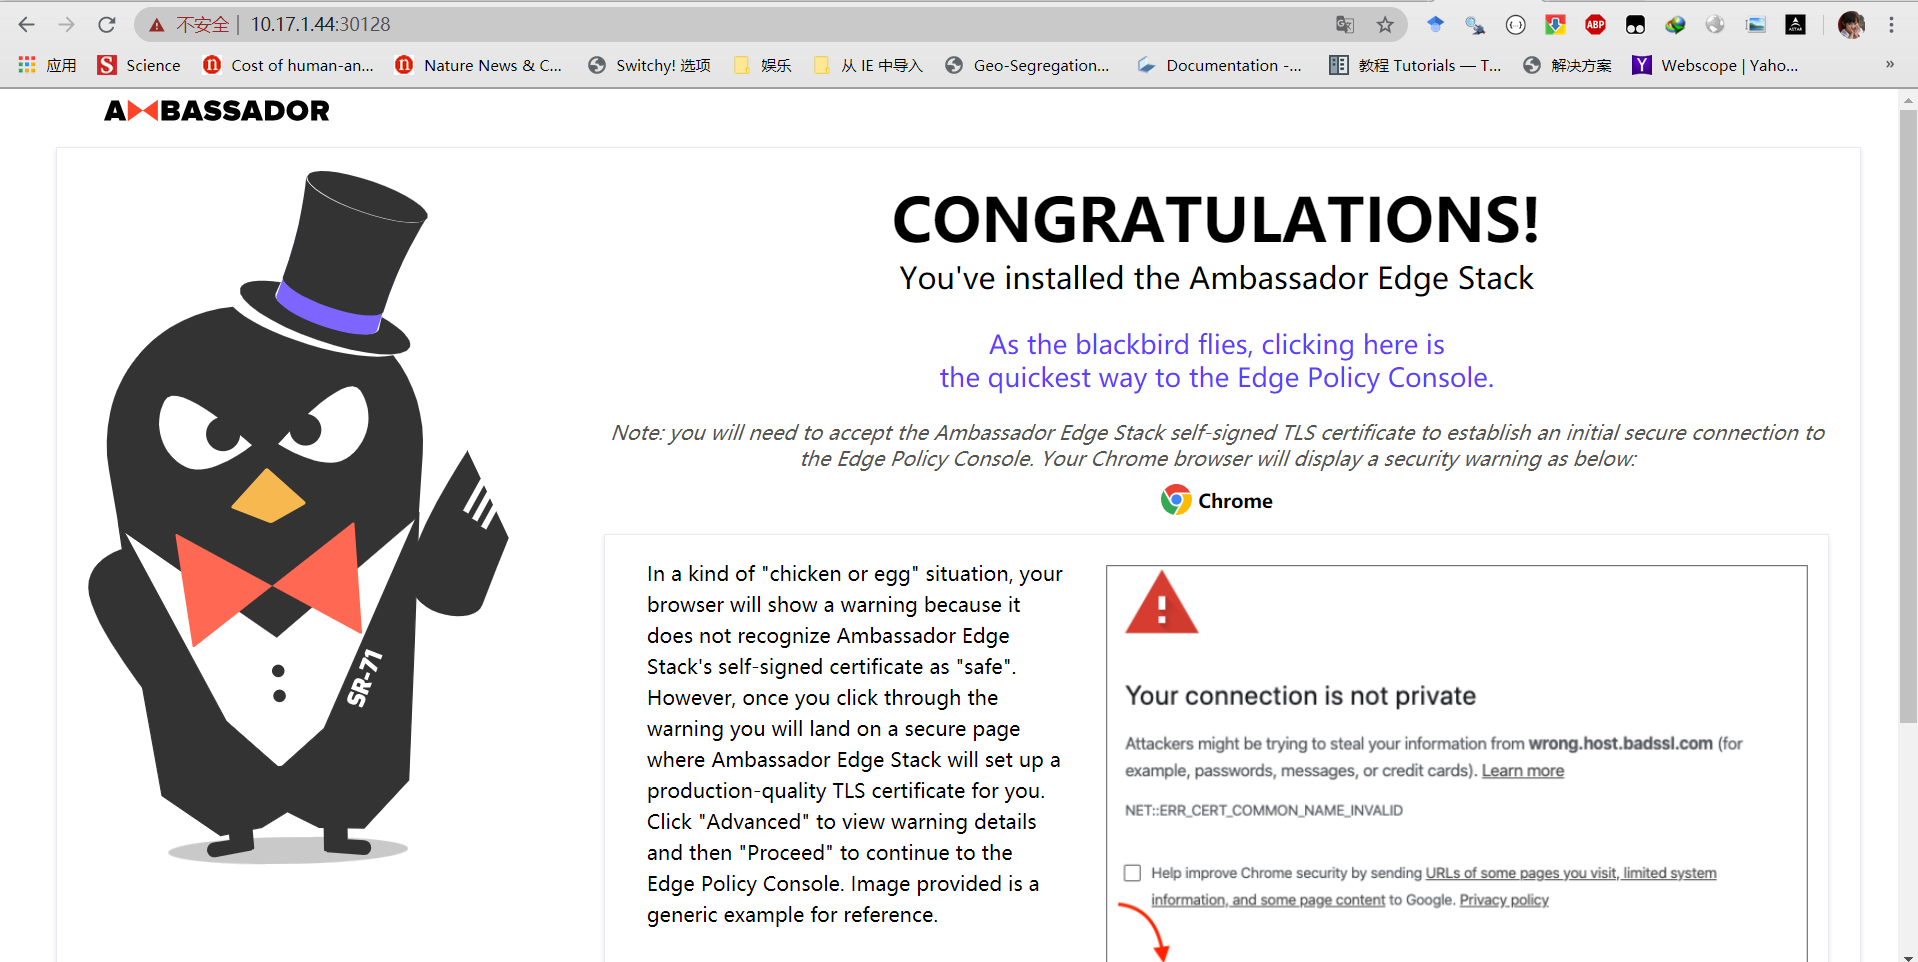 不安全 | 10.17.1.44:30128
ABP
ASTAR
应用 Science Cost of human-an... Nature News & C... Switchy! 选项 娱乐 从 IE 中导入 Geo-Segregation... Documentation -... 教程 Tutorials — T... 解决方案 Webscope | Yaho... »
AMBASSADOR
CONGRATULATIONS!
You've installed the Ambassador Edge Stack
As the blackbird flies, clicking here is
the quickest way to the Edge Policy Console.
Note: you will need to accept the Ambassador Edge Stack self-signed TLS certificate to establish an initial secure connection to
the Edge Policy Console. Your Chrome browser will display a security warning as below:
Chrome
SR-71
In a kind of "chicken or egg" situation, your
browser will show a warning because it
does not recognize Ambassador Edge
Stack's self-signed certificate as "safe".
However, once you click through the
warning you will land on a secure page
where Ambassador Edge Stack will set up a
production-quality TLS certificate for you.
Click "Advanced" to view warning details
and then "Proceed" to continue to the
Edge Policy Console. Image provided is a
generic example for reference.
Your connection is not private
Attackers might be trying to steal your information from wrong.host.badssl.com (for
example, passwords, messages, or credit cards). Learn more
NET::ERR_CERT_COMMON_NAME_INVALID
Help improve Chrome security by sending URLs of some pages you visit, limited system
information, and some page content to Google. Privacy policy